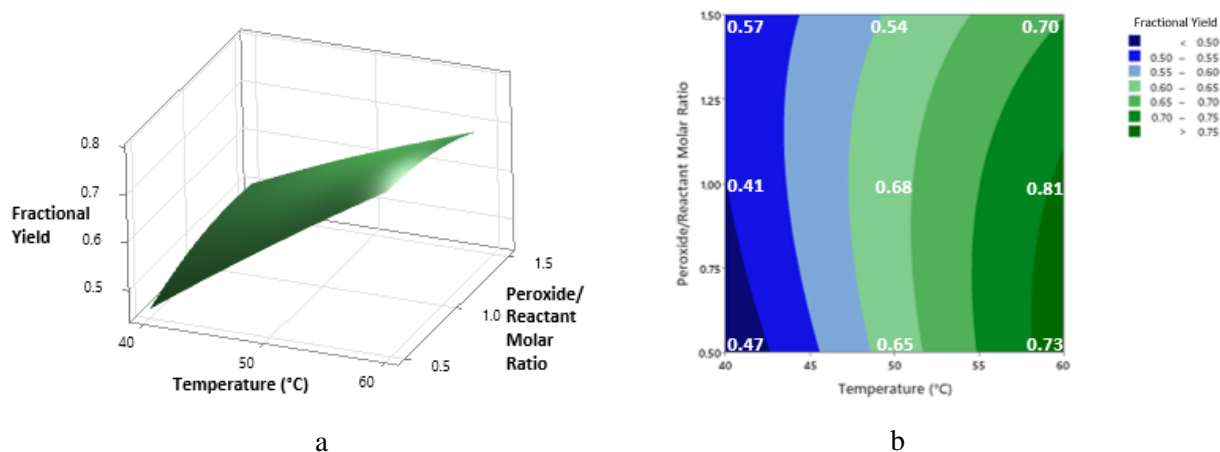 0.8
0.7
0.6
0.5
Fractional
Yield
40
50
60
Temperature (°C)
0.5
1.0
1.5
Peroxide/
Reactant
Molar
Ratio
a
1.50
1.25
1.00
0.75
0.50
Peroxide/Reactant Molar Ratio
0.57 0.54 0.70
0.41 0.68 0.81
0.47 0.65 0.73
40 45 50 55 60
Temperature (°C)
Fractional Yield
< 0.50
0.50 – 0.55
0.55 – 0.60
0.60 – 0.65
0.65 – 0.70
0.70 – 0.75
> 0.75
b